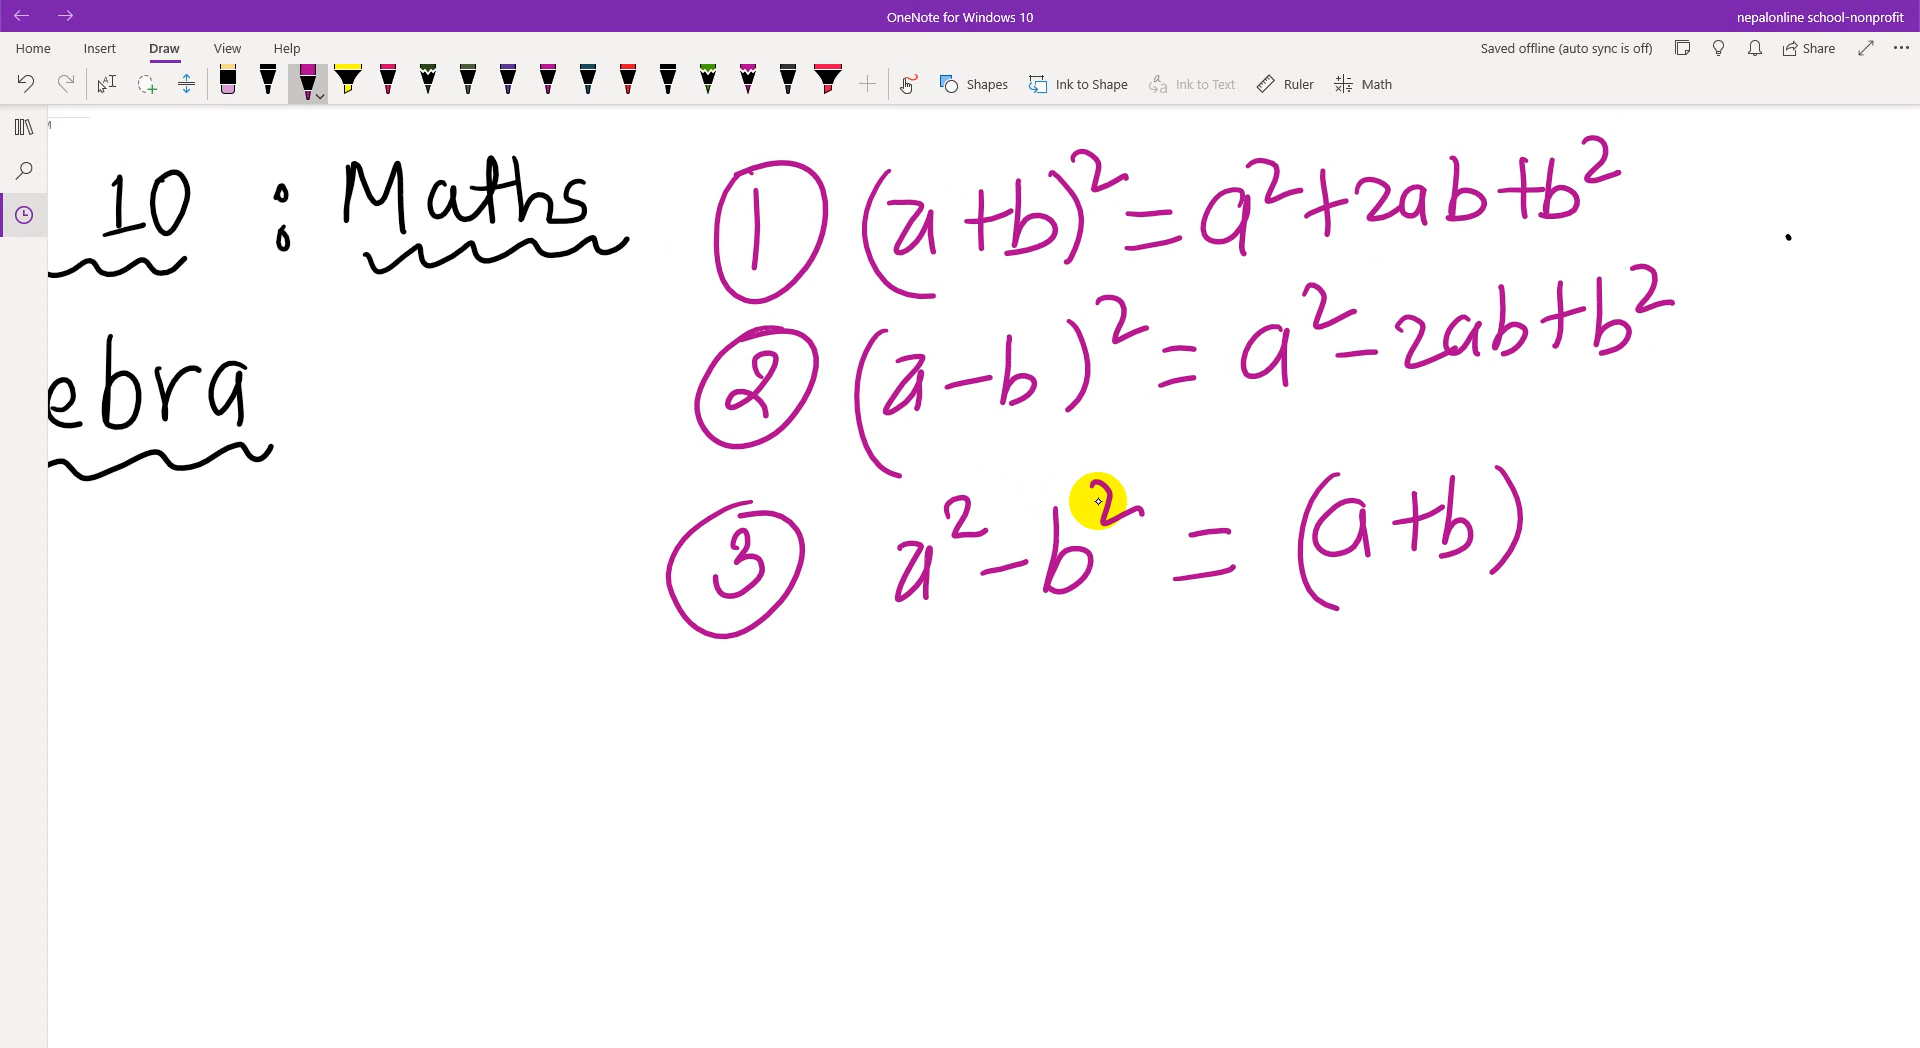 OneNote for Windows 10
nepalonline school-nonprofit
Home Insert Draw View Help
Saved offline (auto sync is off) Share
Shapes Ink to Shape Ink to Text Ruler Math
10 : Maths
ebra
① (a+b)² = a²+2ab+b²
② (a-b)² = a²-2ab+b²
③ a²-b² = (a+b)